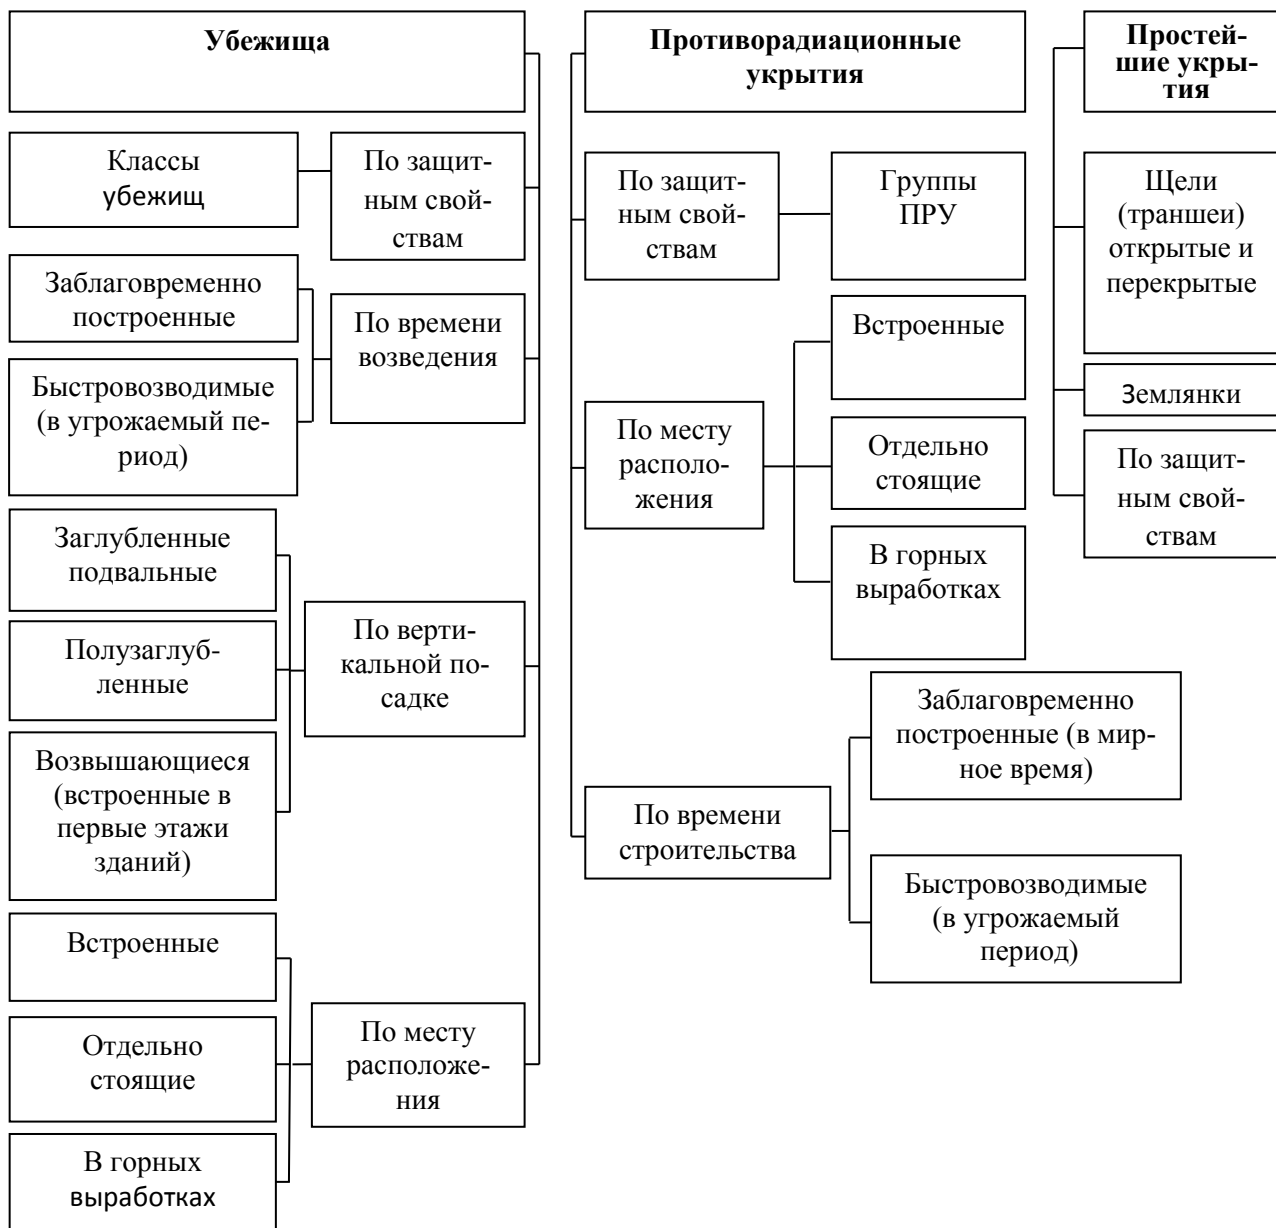 Убежища
Классы
убежищ
По защит-
ным свой-
ствам
Заблаговременно
построенные
Быстровозводимые
(в угрожаемый пе-
риод)
По времени
возведения
Заглубленные
подвальные
Полузаглуб-
ленные
Возвышающиеся
(встроенные в
первые этажи
зданий)
По верти-
кальной по-
садке
Встроенные
Отдельно
стоящие
В горных
выработках
По месту
расположе-
ния
Противорадиационные
укрытия
По защит-
ным свой-
ствам
Группы
ПРУ
По месту
располо-
жения
Встроенные
Отдельно
стоящие
В горных
выработках
По времени
строительства
Заблаговременно
построенные (в мир-
ное время)
Быстровозводимые
(в угрожаемый
период)
Простей-
шие укры-
тия
Щели
(траншеи)
открытые и
перекрытые
Землянки
По защит-
ным свой-
ствам